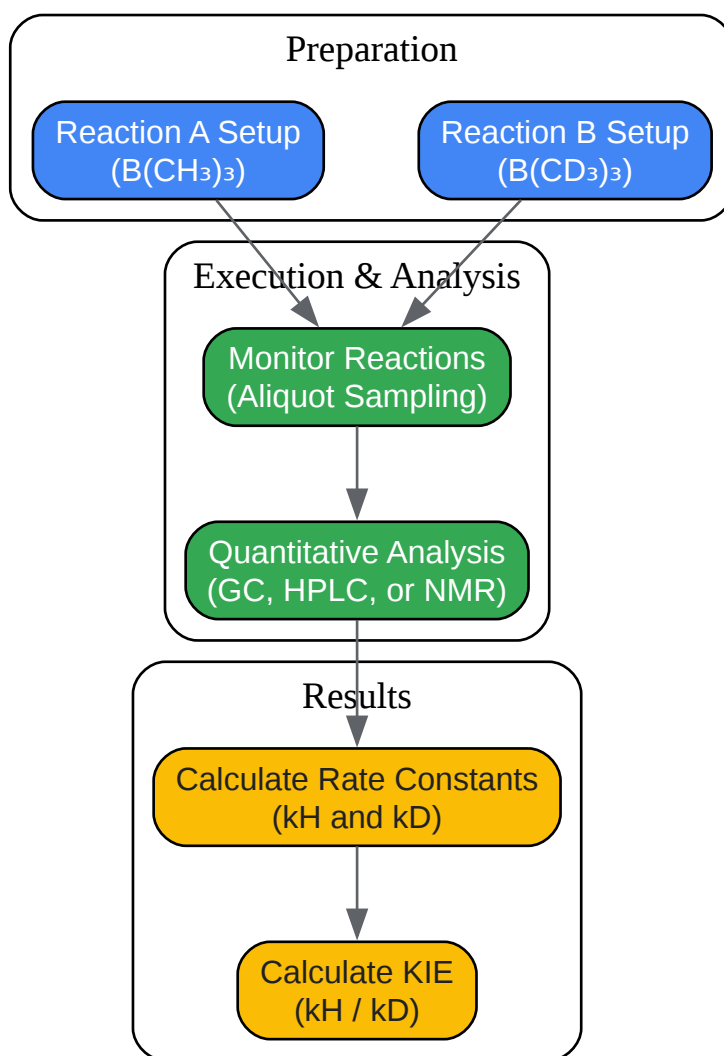 Preparation
Reaction A Setup
(B(CH₃)₃)
Reaction B Setup
(B(CD₃)₃)
Execution & Analysis
Monitor Reactions
(Aliquot Sampling)
Quantitative Analysis
(GC, HPLC, or NMR)
Results
Calculate Rate Constants
(kH and kD)
Calculate KIE
(kH / kD)